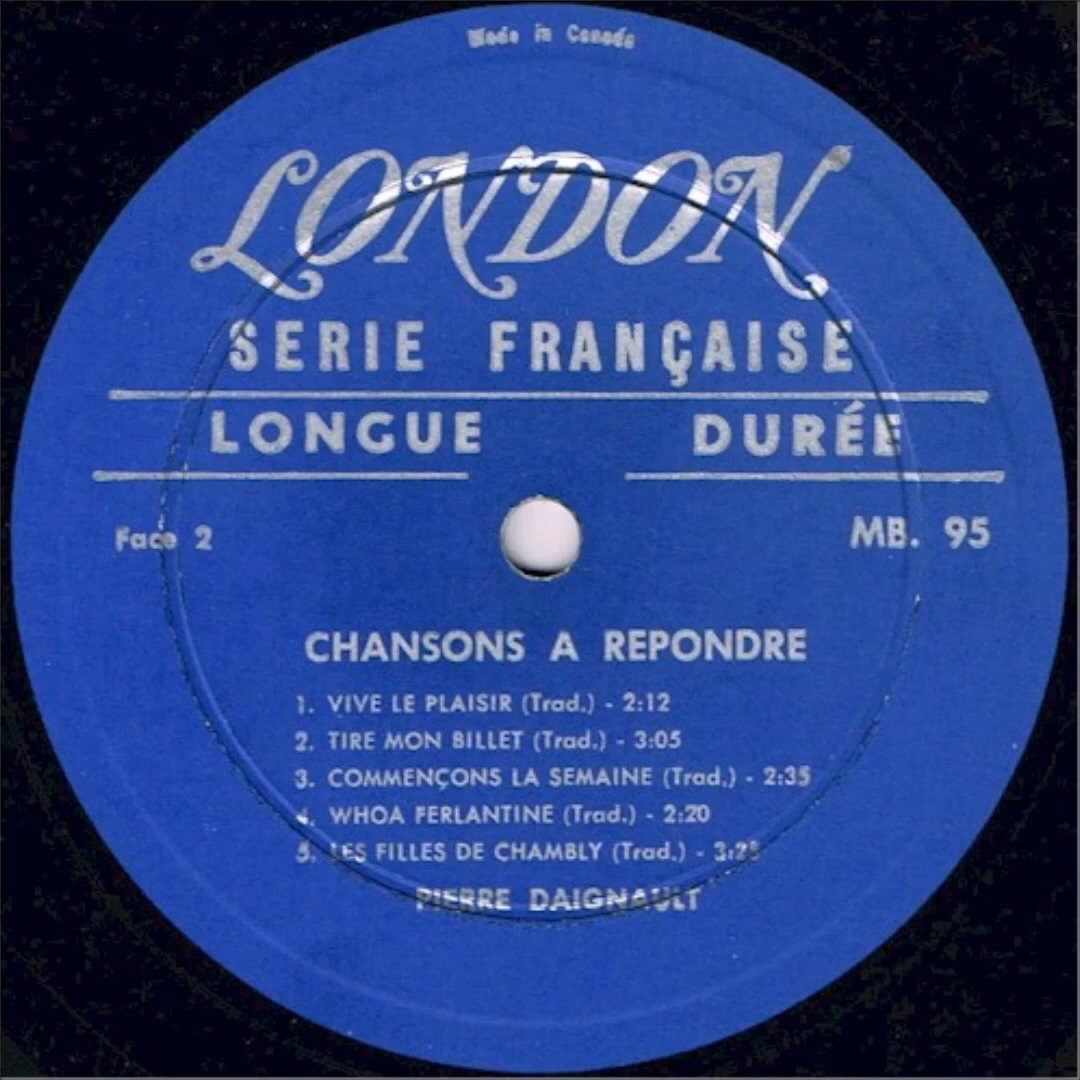 Made in Canada
LONDON
SERIE FRANÇAISE
LONGUE DURÉE
Face 2 MB. 95
CHANSONS A REPONDRE
1. VIVE LE PLAISIR (Trad.) - 2:12
2. TIRE MON BILLET (Trad.) - 3:05
3. COMMENÇONS LA SEMAINE (Trad.) - 2:35
4. WHOA FERLANTINE (Trad.) - 2:20
5. LES FILLES DE CHAMBLY (Trad.) - 3:28
PIERRE DAIGNAULT